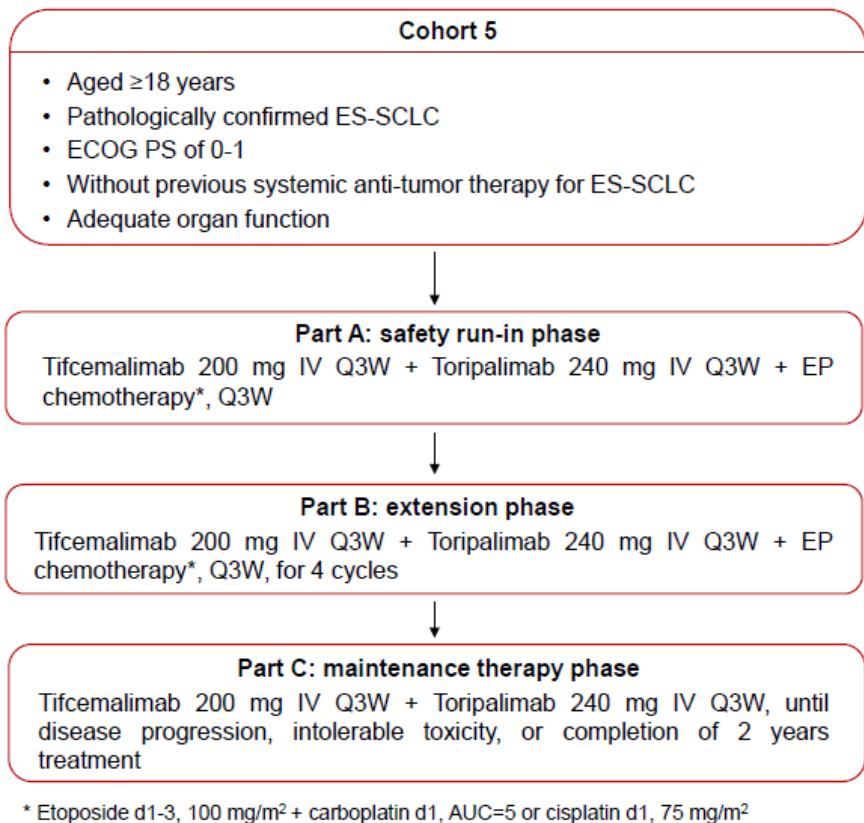 Cohort 5
• Aged ≥18 years
• Pathologically confirmed ES-SCLC
• ECOG PS of 0-1
• Without previous systemic anti-tumor therapy for ES-SCLC
• Adequate organ function
Part A: safety run-in phase
Tifcemalimab 200 mg IV Q3W + Toripalimab 240 mg IV Q3W + EP
chemotherapy*, Q3W
Part B: extension phase
Tifcemalimab 200 mg IV Q3W + Toripalimab 240 mg IV Q3W + EP
chemotherapy*, Q3W, for 4 cycles
Part C: maintenance therapy phase
Tifcemalimab 200 mg IV Q3W + Toripalimab 240 mg IV Q3W, until
disease progression, intolerable toxicity, or completion of 2 years
treatment
* Etoposide d1-3, 100 mg/m² + carboplatin d1, AUC=5 or cisplatin d1, 75 mg/m²